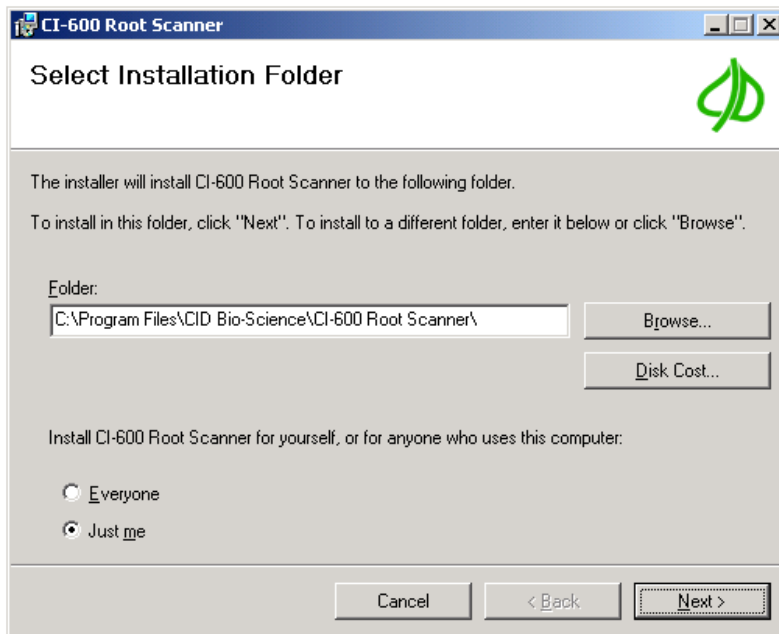 CI-600 Root Scanner
Select Installation Folder
The installer will install CI-600 Root Scanner to the following folder.
To install in this folder, click "Next". To install to a different folder, enter it below or click "Browse".
Folder:
C:\Program Files\CID Bio-Science\CI-600 Root Scanner\
Browse...
Disk Cost...
Install CI-600 Root Scanner for yourself, or for anyone who uses this computer:
Everyone
Just me
Cancel
< Back
Next >